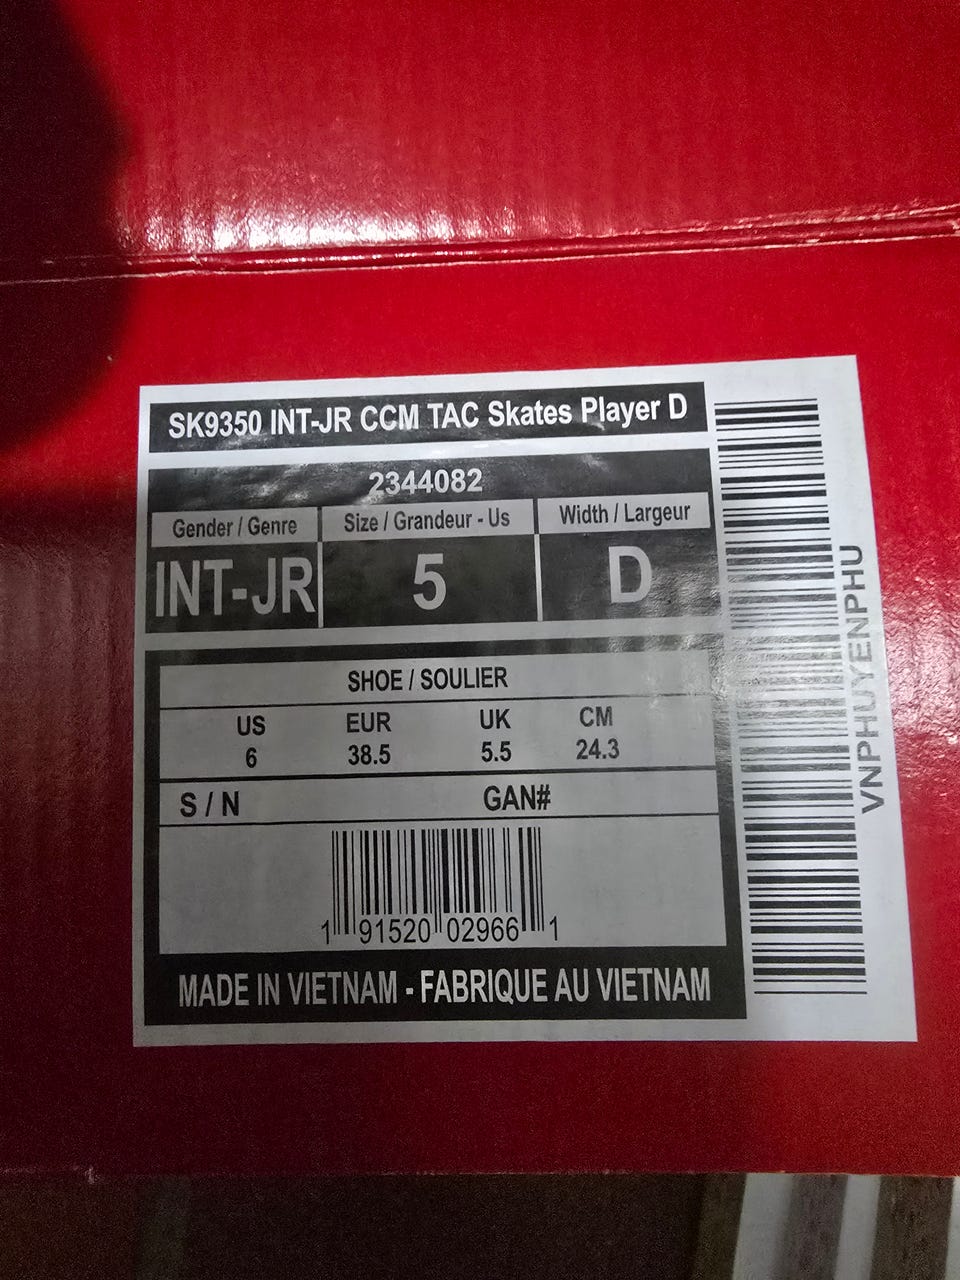 SK9350 INT-JR CCM TAC Skates Player D
2344082
Gender / Genre Size / Grandeur - Us Width / Largeur
INT-JR 5 D
SHOE / SOULIER
US EUR UK CM
6 38.5 5.5 24.3
S / N GAN#
1 91520 02966 1
MADE IN VIETNAM - FABRIQUE AU VIETNAM
VNPHUYENPHU